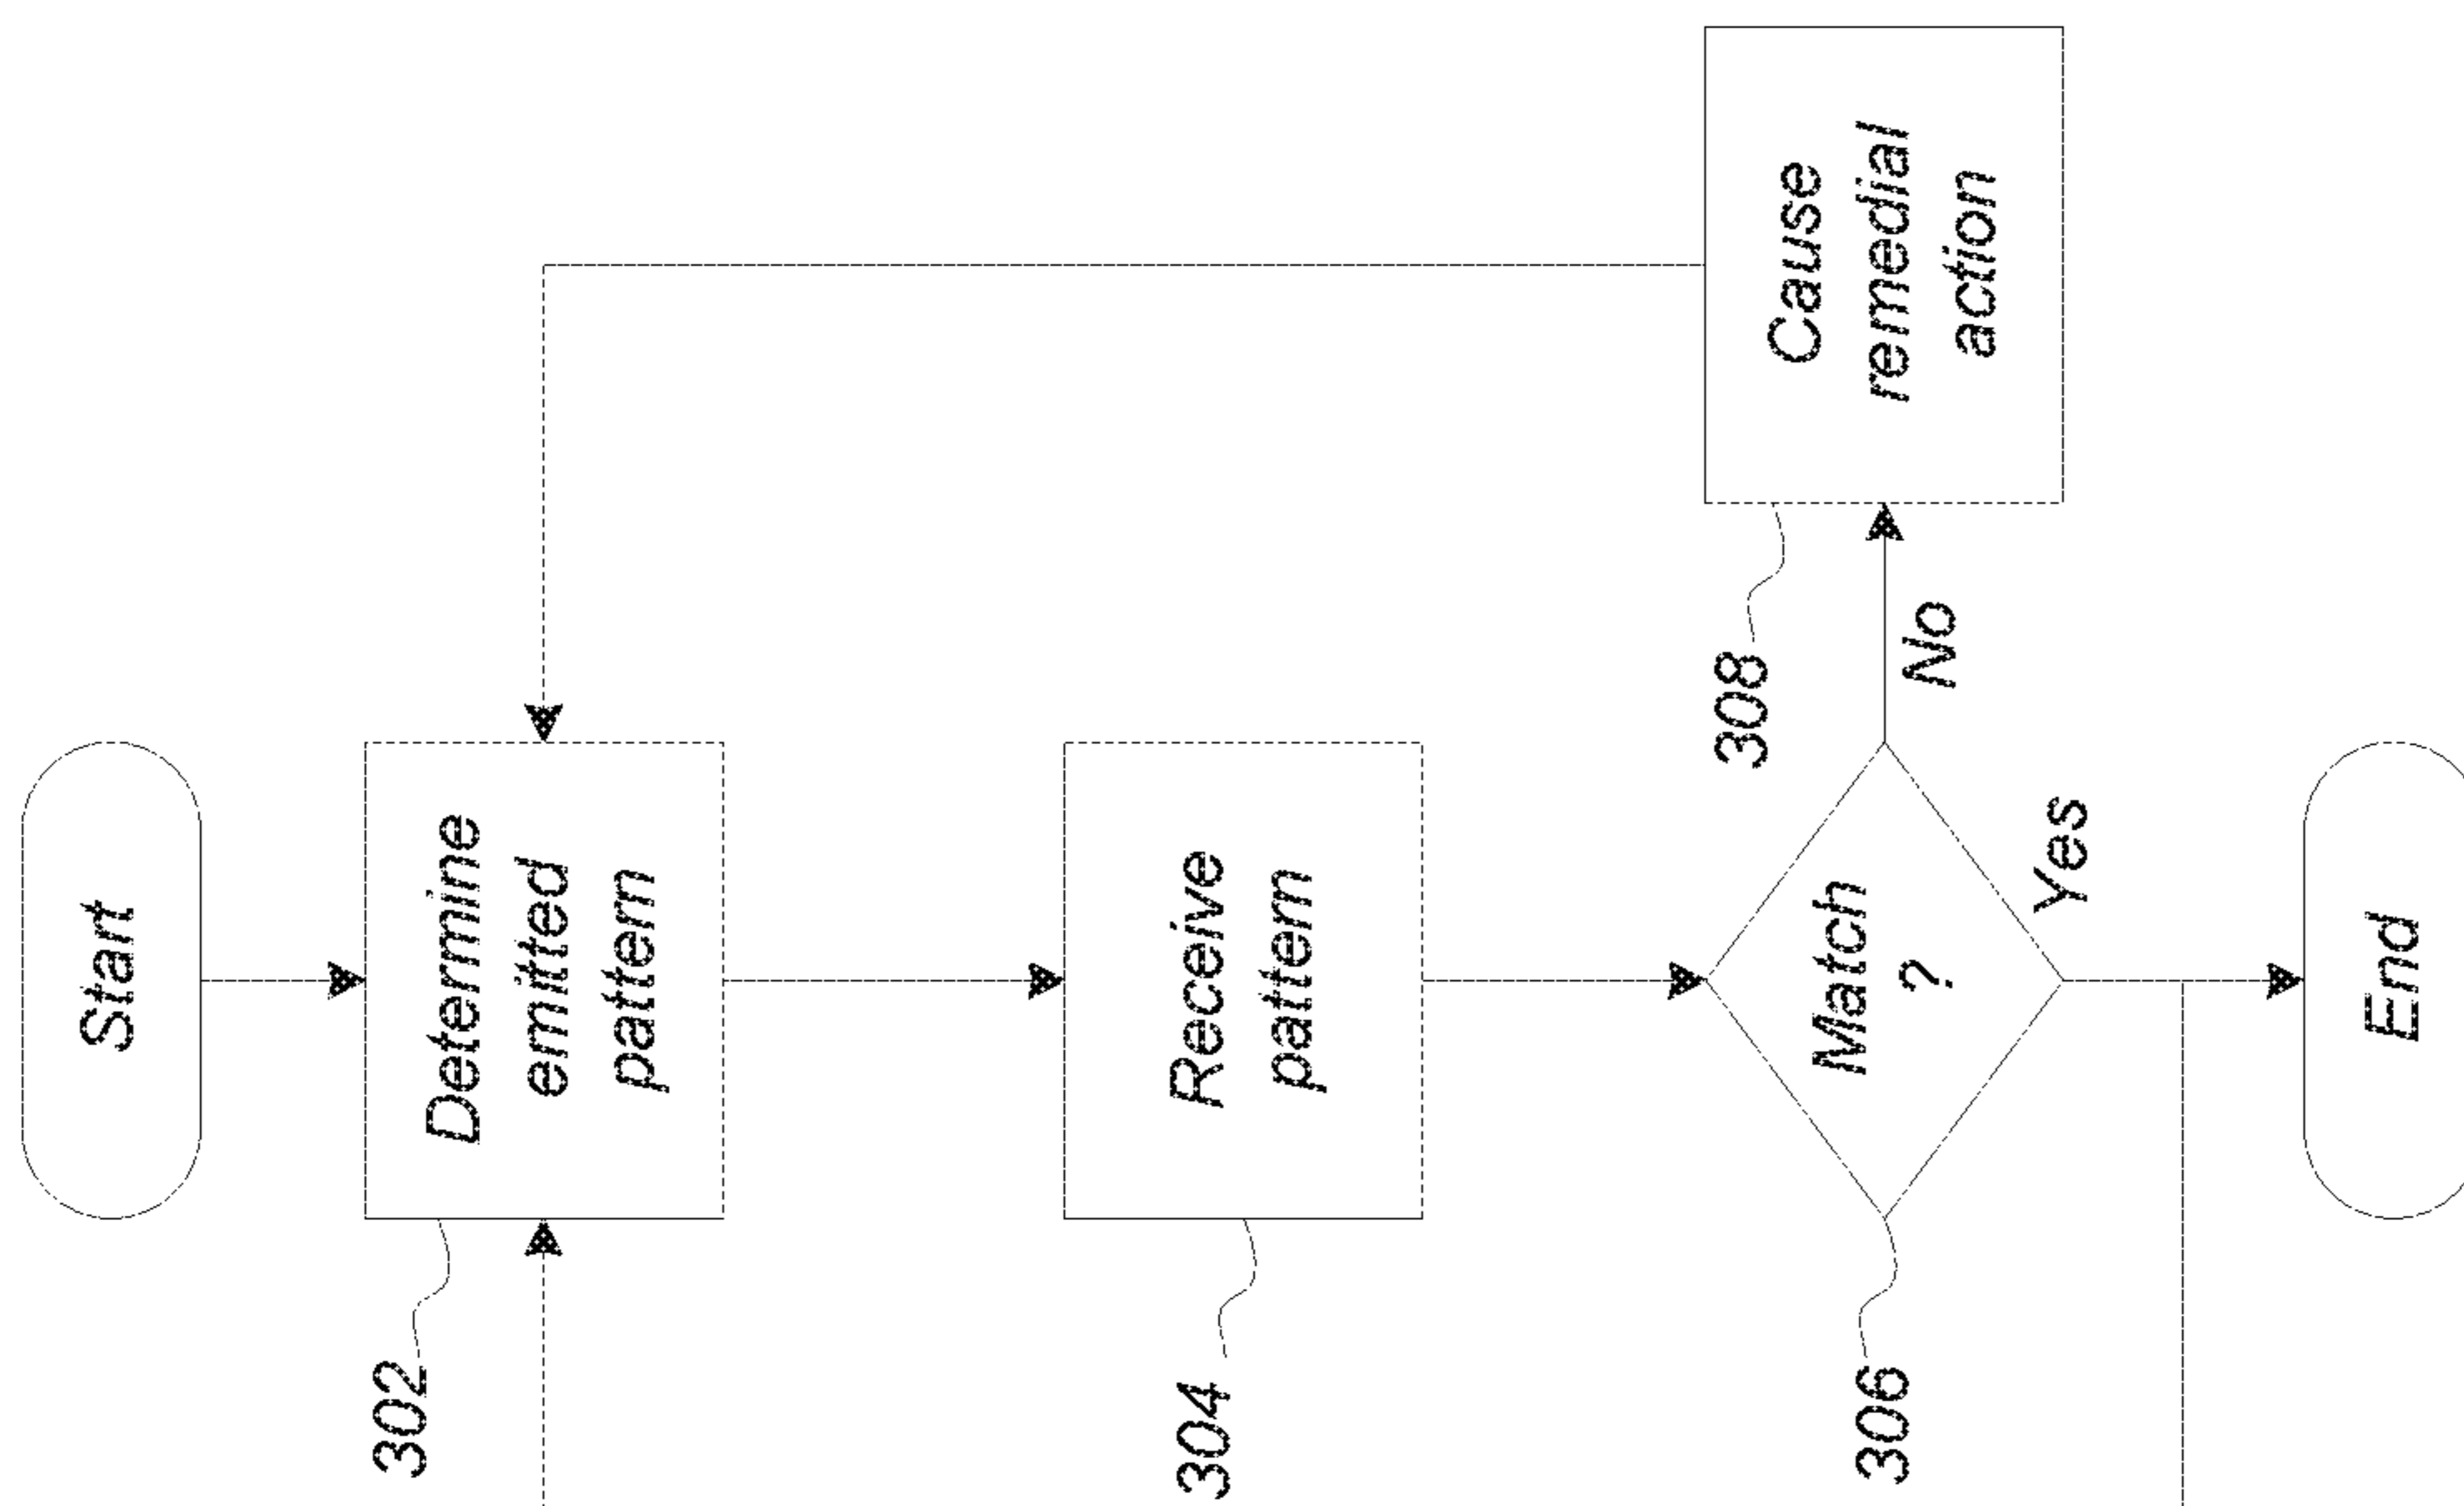 Start
302
Determine
emitted
pattern
304
Receive
pattern
306
Match
?
No
308
Cause
remedial
action
Yes
End